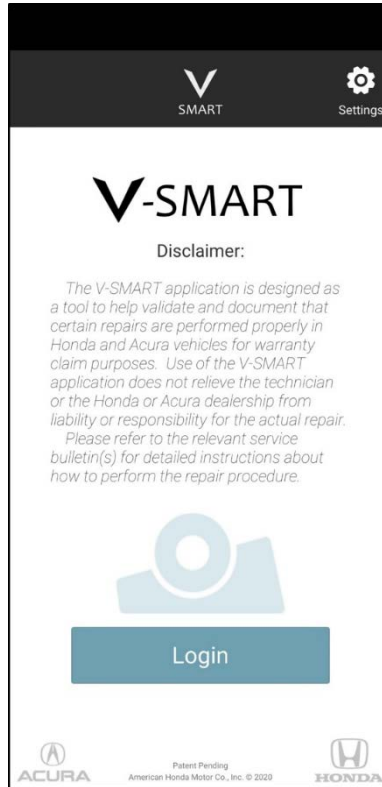 V
SMART
Settings
V-SMART
Disclaimer:
The V-SMART application is designed as
a tool to help validate and document that
certain repairs are performed properly in
Honda and Acura vehicles for warranty
claim purposes. Use of the V-SMART
application does not relieve the technician
or the Honda or Acura dealership from
liability or responsibility for the actual repair.
Please refer to the relevant service
bulletin(s) for detailed instructions about
how to perform the repair procedure.
Login
ACURA
Patent Pending
American Honda Motor Co., Inc. © 2020
HONDA